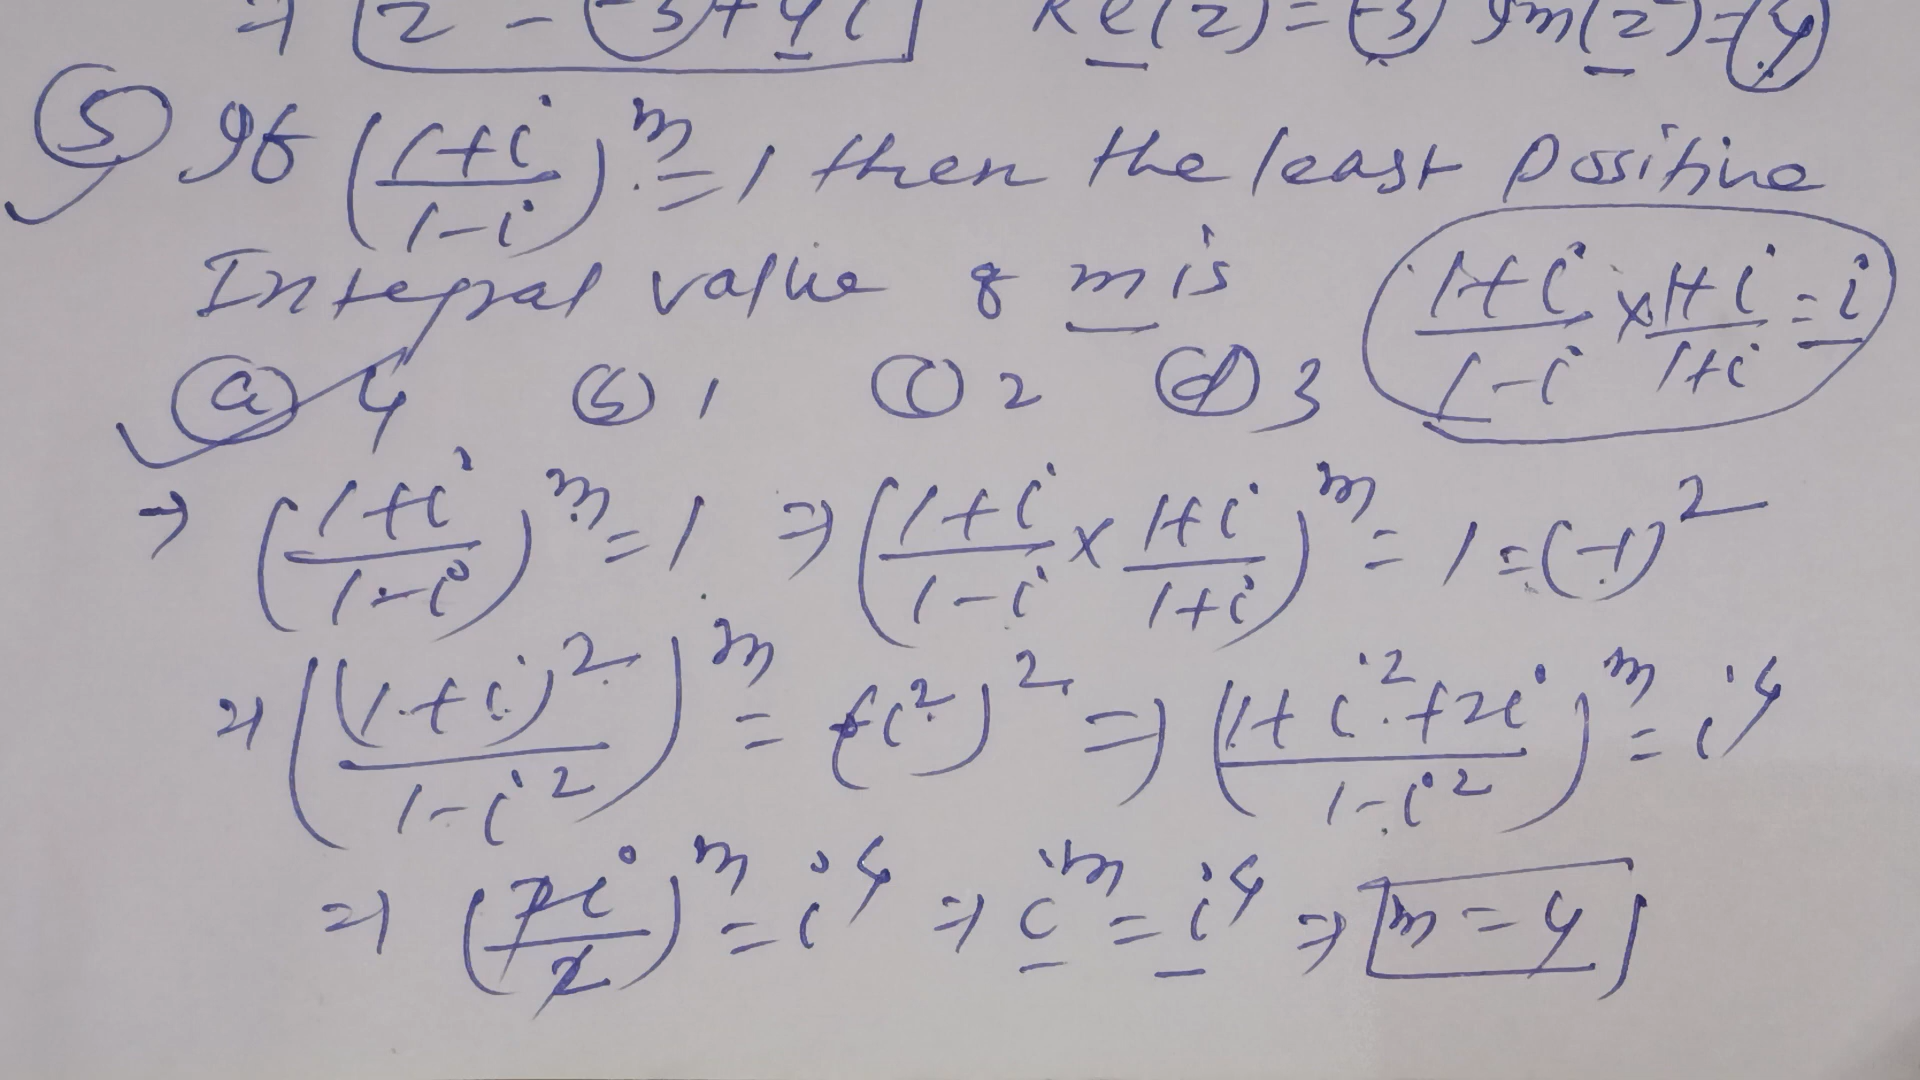 ⇒ z = -3+4i Re(z) = -3, Im(z) = 4
(5) If ((1+i)/(1-i))^m = 1 then the least positive
Integral value of m is (1+i)/(1-i) × (1+i)/(1+i) = i
(a) 4 (b) 1 (c) 2 (d) 3
→ ((1+i)/(1-i))^m = 1 ⇒ ((1+i)/(1-i) × (1+i)/(1+i))^m = 1 = (-1)^2
⇒ ((1+i)^2/(1-i^2))^m = (i^2)^2 ⇒ ((1+i^2+2i)/(1-i^2))^m = i^4
⇒ (2i/2)^m = i^4 ⇒ i^m = i^4 ⇒ m = 4